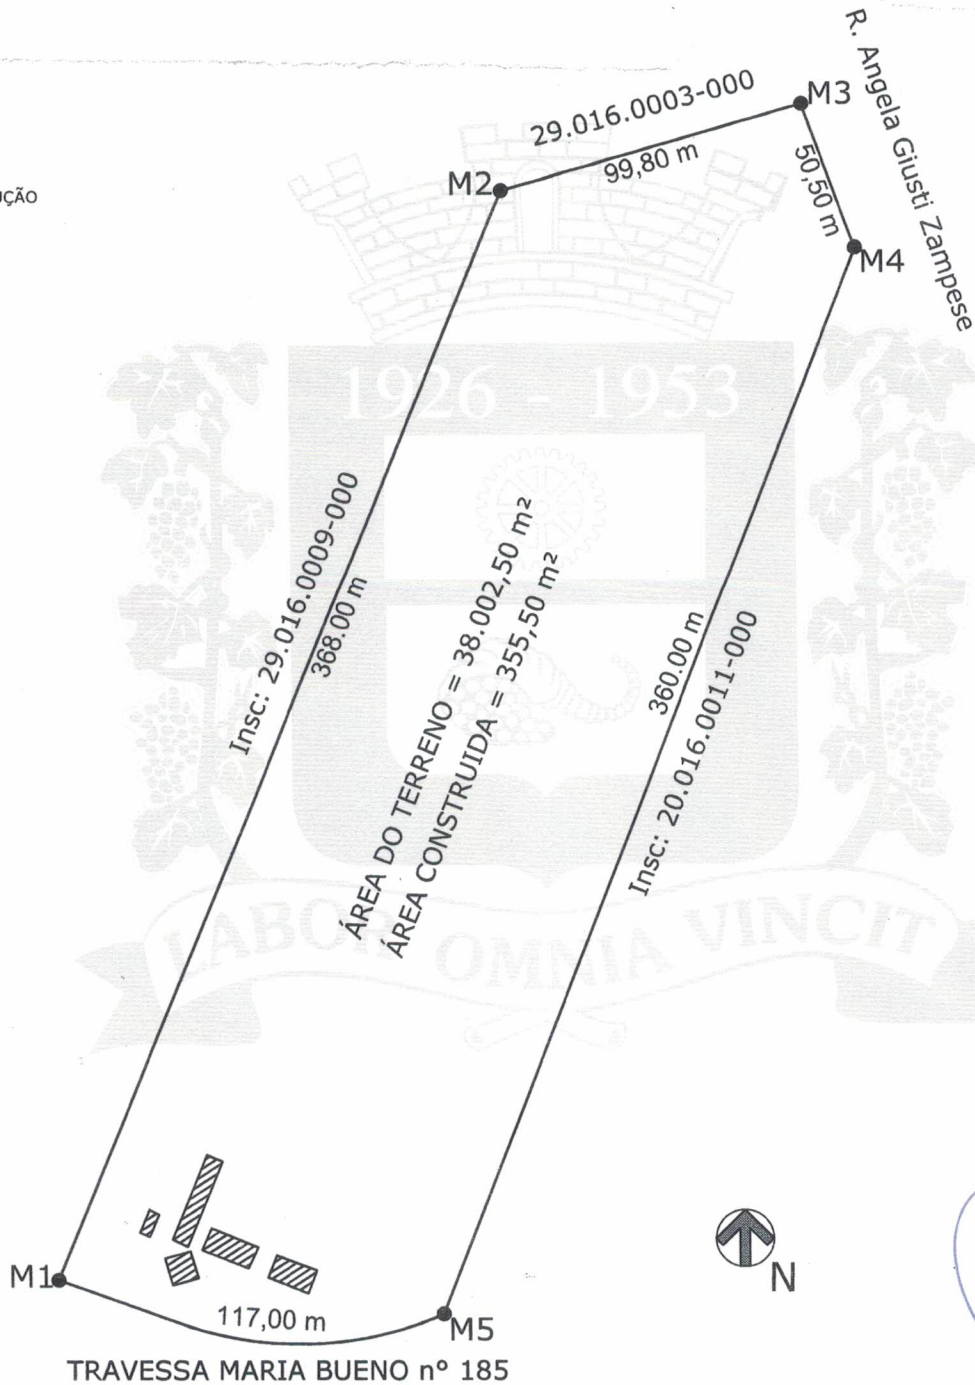 R. Angela Giusti Zampese
M3
29.016.0003-000
99,80 m
50,50 m
M2
M4
1926 - 1953
Insc: 29.016.0009-000
368.00 m
ÁREA DO TERRENO = 38.002,50 m²
ÁREA CONSTRUIDA = 355,50 m²
360.00 m
Insc: 20.016.0011-000
LABOR OMNIA VINCIT
M1
117,00 m
M5
N
TRAVESSA MARIA BUENO n° 185